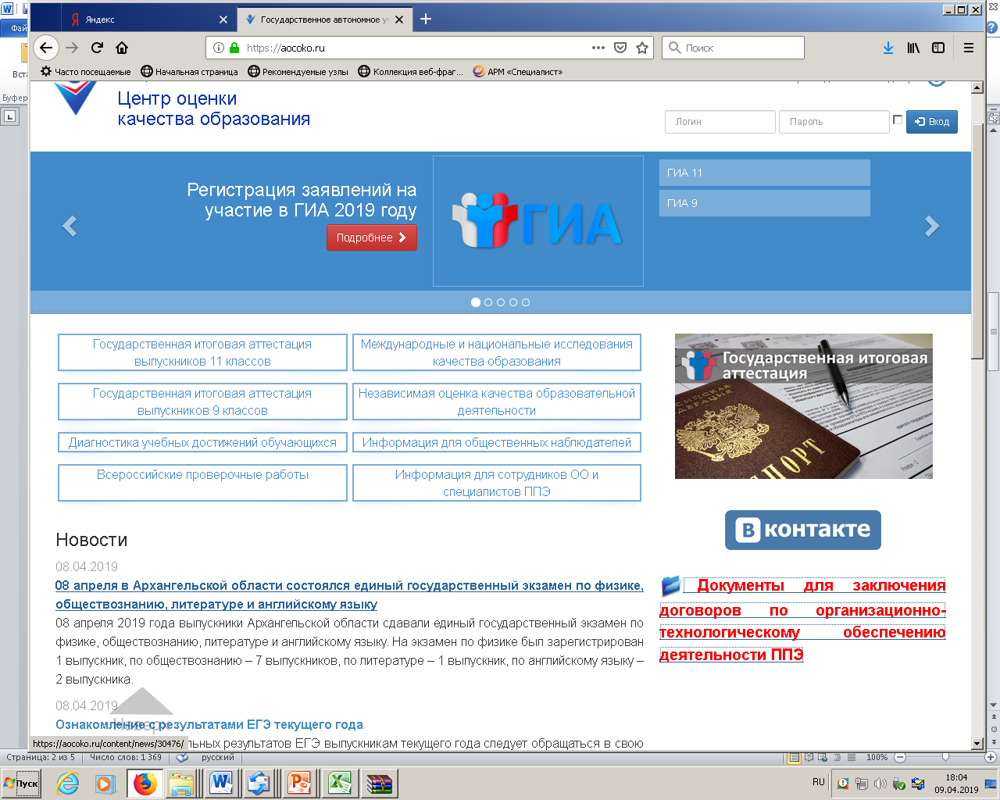 Яндекс
Государственное автономное уч
https://aocoko.ru
Поиск
Часто посещаемые
Начальная страница
Рекомендуемые узлы
Коллекция веб-фраг...
АРМ «Специалист»
Фай
Вста
Буфер
Центр оценки
качества образования
Логин
Пароль
Вход
Регистрация заявлений на
участие в ГИА 2019 году
Подробнее
ГИА
ГИА 11
ГИА 9
Государственная итоговая аттестация
выпускников 11 классов
Международные и национальные исследования
качества образования
Государственная итоговая аттестация
выпускников 9 классов
Независимая оценка качества образовательной
деятельности
Диагностика учебных достижений обучающихся
Информация для общественных наблюдателей
Всероссийские проверочные работы
Информация для сотрудников ОО и
специалистов ППЭ
Государственная итоговая
аттестация
В контакте
Документы для заключения
договоров по организационно-
технологическому обеспечению
деятельности ППЭ
Новости
08.04.2019
08 апреля в Архангельской области состоялся единый государственный экзамен по физике,
обществознанию, литературе и английскому языку
08 апреля 2019 года выпускники Архангельской области сдавали единый государственный экзамен по
физике, обществознанию, литературе и английскому языку. На экзамен по физике был зарегистрирован
1 выпускник, по обществознанию – 7 выпускников, по литературе – 1 выпускник, по английскому языку –
2 выпускника.
08.04.2019
Наверх
Ознакомление с результатами ЕГЭ текущего года
льных результатов ЕГЭ выпускникам текущего года следует обращаться в свою
https://aocoko.ru/content/news/30476/
Страница: 2 из 5
Число слов: 1 369
русский
100%
Пуск
RU
18:04
09.04.2019